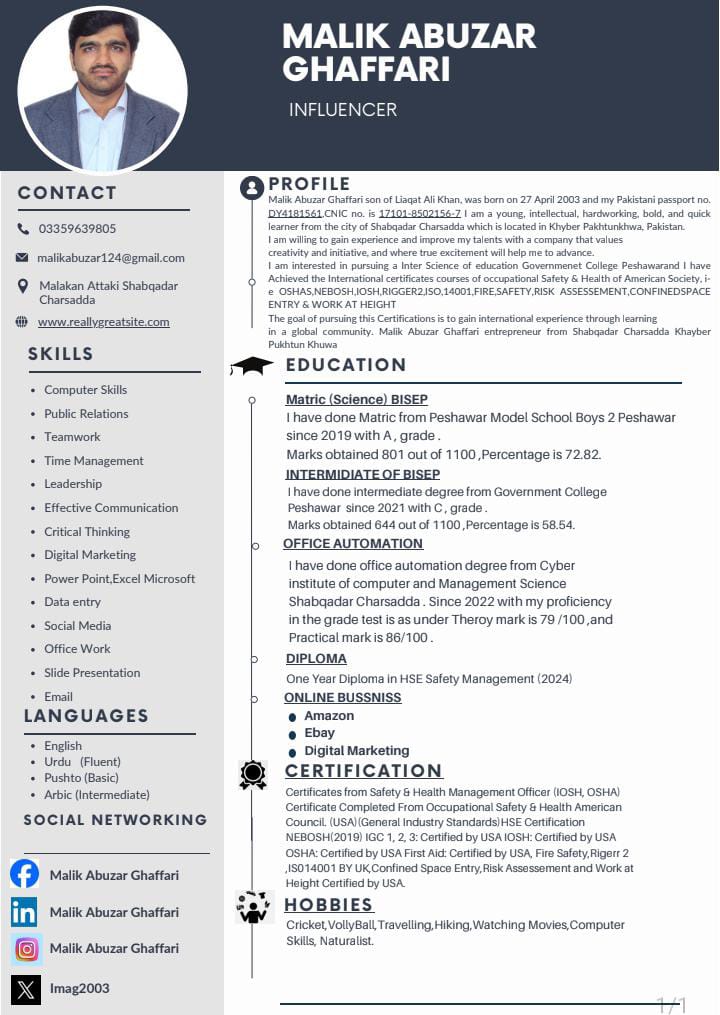 MALIK ABUZAR
GHAFFARI
INFLUENCER
CONTACT
03359639805
malikabuzar124@gmail.com
Malakan Attaki Shabqadar
Charsadda
www.reallygreatsite.com
SKILLS
• Computer Skills
• Public Relations
• Teamwork
• Time Management
• Leadership
• Effective Communication
• Critical Thinking
• Digital Marketing
• Power Point,Excel Microsoft
• Data entry
• Social Media
• Office Work
• Slide Presentation
• Email
LANGUAGES
• English
• Urdu (Fluent)
• Pushto (Basic)
• Arbic (Intermediate)
SOCIAL NETWORKING
Malik Abuzar Ghaffari
Malik Abuzar Ghaffari
Malik Abuzar Ghaffari
Imag2003
PROFILE
Malik Abuzar Ghaffari son of Liaqat Ali Khan, was born on 27 April 2003 and my Pakistani passport no.
DY4181561,CNIC no. is 17101-8502156-7 I am a young, intellectual, hardworking, bold, and quick
learner from the city of Shabqadar Charsadda which is located in Khyber Pakhtunkhwa, Pakistan.
I am willing to gain experience and improve my talents with a company that values
creativity and initiative, and where true excitement will help me to advance.
I am interested in pursuing a Inter Science of education Governmenet College Peshawarand I have
Achieved the International certificates courses of occupational Safety & Health of American Society, i-
e OSHAS,NEBOSH,IOSH,RIGGER2,ISO,14001,FIRE,SAFETY,RISK ASSESSEMENT,CONFINEDSPACE
ENTRY & WORK AT HEIGHT
The goal of pursuing this Certifications is to gain international experience through learning
in a global community. Malik Abuzar Ghaffari entrepreneur from Shabqadar Charsadda Khayber
Pukhtun Khuwa
EDUCATION
Matric (Science) BISEP
I have done Matric from Peshawar Model School Boys 2 Peshawar
since 2019 with A , grade .
Marks obtained 801 out of 1100 ,Percentage is 72.82.
INTERMIDIATE OF BISEP
I have done intermediate degree from Government College
Peshawar since 2021 with C , grade .
Marks obtained 644 out of 1100 ,Percentage is 58.54.
OFFICE AUTOMATION
I have done office automation degree from Cyber
institute of computer and Management Science
Shabqadar Charsadda . Since 2022 with my proficiency
in the grade test is as under Theroy mark is 79 /100 ,and
Practical mark is 86/100 .
DIPLOMA
One Year Diploma in HSE Safety Management (2024)
ONLINE BUSSNISS
• Amazon
• Ebay
• Digital Marketing
CERTIFICATION
Certificates from Safety & Health Management Officer (IOSH, OSHA)
Certificate Completed From Occupational Safety & Health American
Council. (USA)(General Industry Standards)HSE Certification
NEBOSH(2019) IGC 1, 2, 3: Certified by USA IOSH: Certified by USA
OSHA: Certified by USA First Aid: Certified by USA, Fire Safety,Rigerr 2
,IS014001 BY UK,Confined Space Entry,Risk Assessement and Work at
Height Certified by USA.
HOBBIES
Cricket,VollyBall,Travelling,Hiking,Watching Movies,Computer
Skills, Naturalist.
1/1